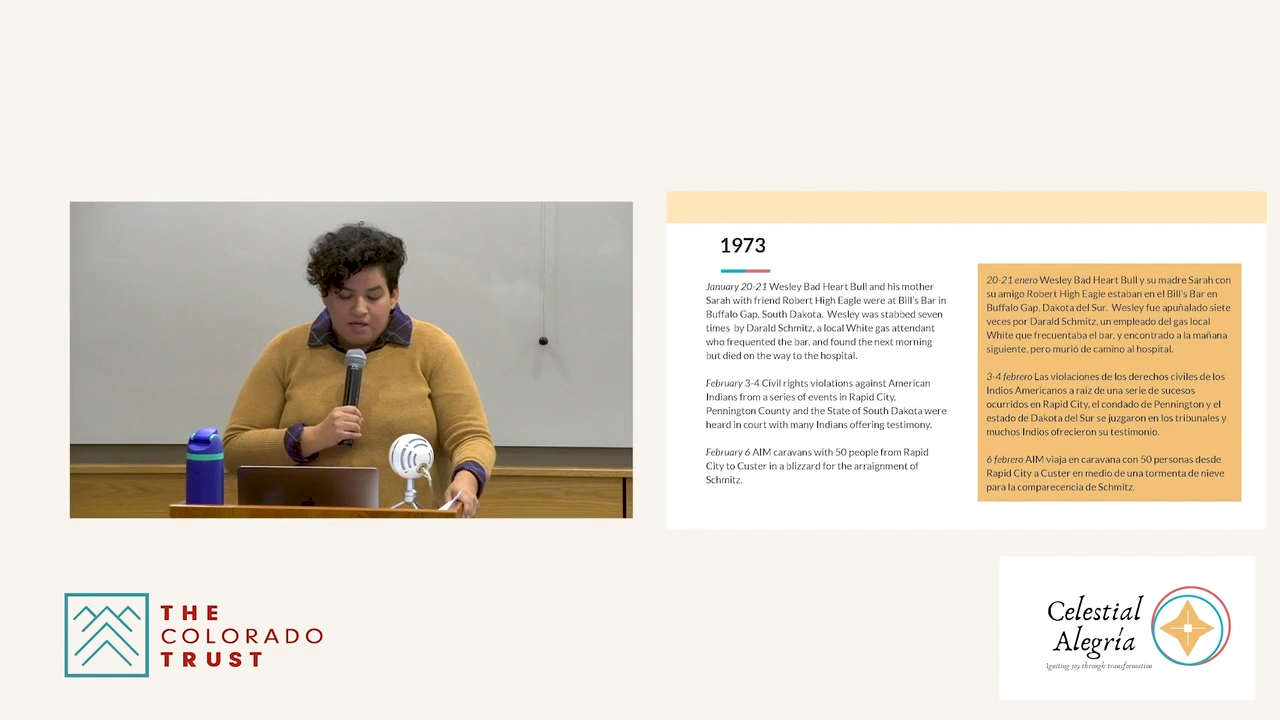 1973
January 20-21 Wesley Bad Heart Bull and his mother
Sarah with friend Robert High Eagle were at Bill's Bar in
Buffalo Gap, South Dakota. Wesley was stabbed seven
times by Darald Schmitz, a local White gas attendant
who frequented the bar, and found the next morning
but died on the way to the hospital.
February 3-4 Civil rights violations against American
Indians from a series of events in Rapid City,
Pennington County and the State of South Dakota were
heard in court with many Indians offering testimony.
February 6 AIM caravans with 50 people from Rapid
City to Custer in a blizzard for the arraignment of
Schmitz.
20-21 enero Wesley Bad Heart Bull y su madre Sarah con
su amigo Robert High Eagle estaban en el Bill's Bar en
Buffalo Gap, Dakota del Sur. Wesley fue apuñalado siete
veces por Darald Schmitz, un empleado del gas local
White que frecuentaba el bar, y encontrado a la mañana
siguiente, pero murió de camino al hospital.
3-4 febrero Las violaciones de los derechos civiles de los
Indios Americanos a raíz de una serie de sucesos
ocurridos en Rapid City, el condado de Pennington y el
estado de Dakota del Sur se juzgaron en los tribunales y
muchos Indios ofrecieron su testimonio.
6 febrero AIM viaja en caravana con 50 personas desde
Rapid City a Custer en medio de una tormenta de nieve
para la comparecencia de Schmitz.
THE
COLORADO
TRUST
Celestial
Alegría
Igniting joy through transformation